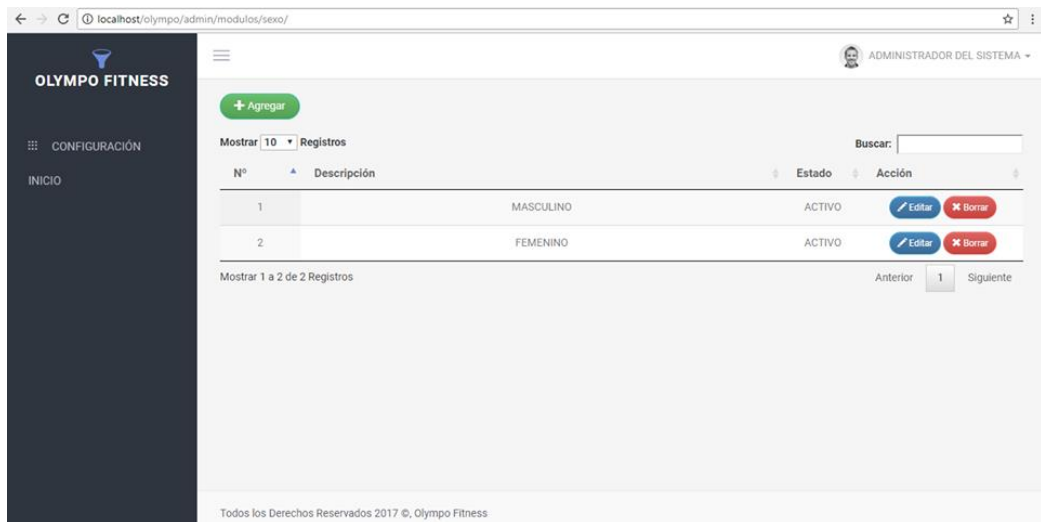 localhost/olympo/admin/modulos/sexo/
OLYMPO FITNESS
ADMINISTRADOR DEL SISTEMA
CONFIGURACIÓN
INICIO
Agregar
Mostrar 10 Registros
Buscar:
Nº Descripción Estado Acción
1 MASCULINO ACTIVO Editar Borrar
2 FEMENINO ACTIVO Editar Borrar
Mostrar 1 a 2 de 2 Registros
Anterior 1 Siguiente
Todos los Derechos Reservados 2017 ©, Olympo Fitness